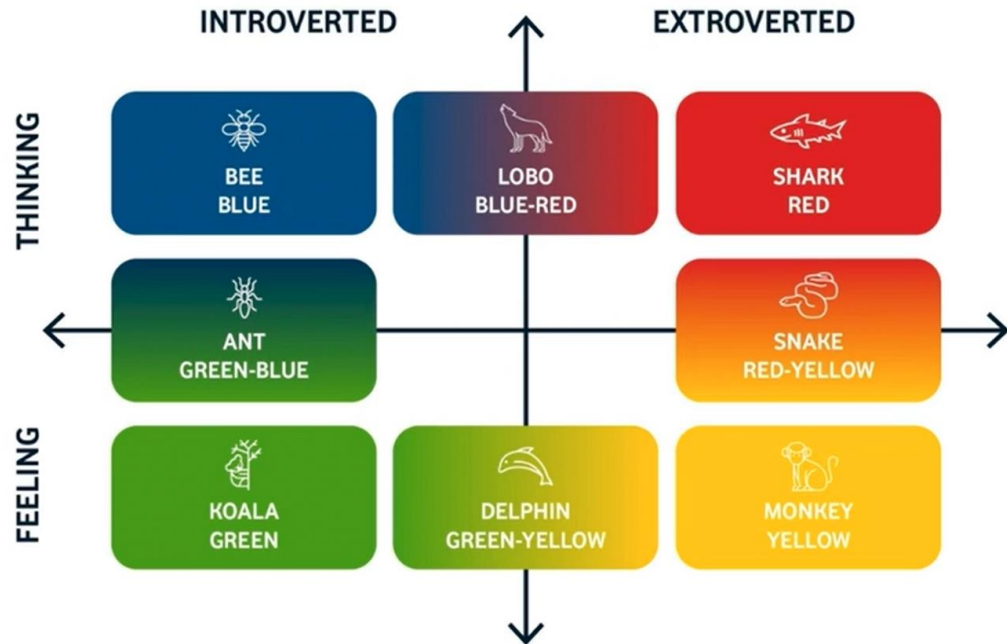 INTROVERTED
EXTROVERTED
THINKING
BEE
BLUE
LOBO
BLUE-RED
SHARK
RED
ANT
GREEN-BLUE
SNAKE
RED-YELLOW
FEELING
KOALA
GREEN
DELPHIN
GREEN-YELLOW
MONKEY
YELLOW